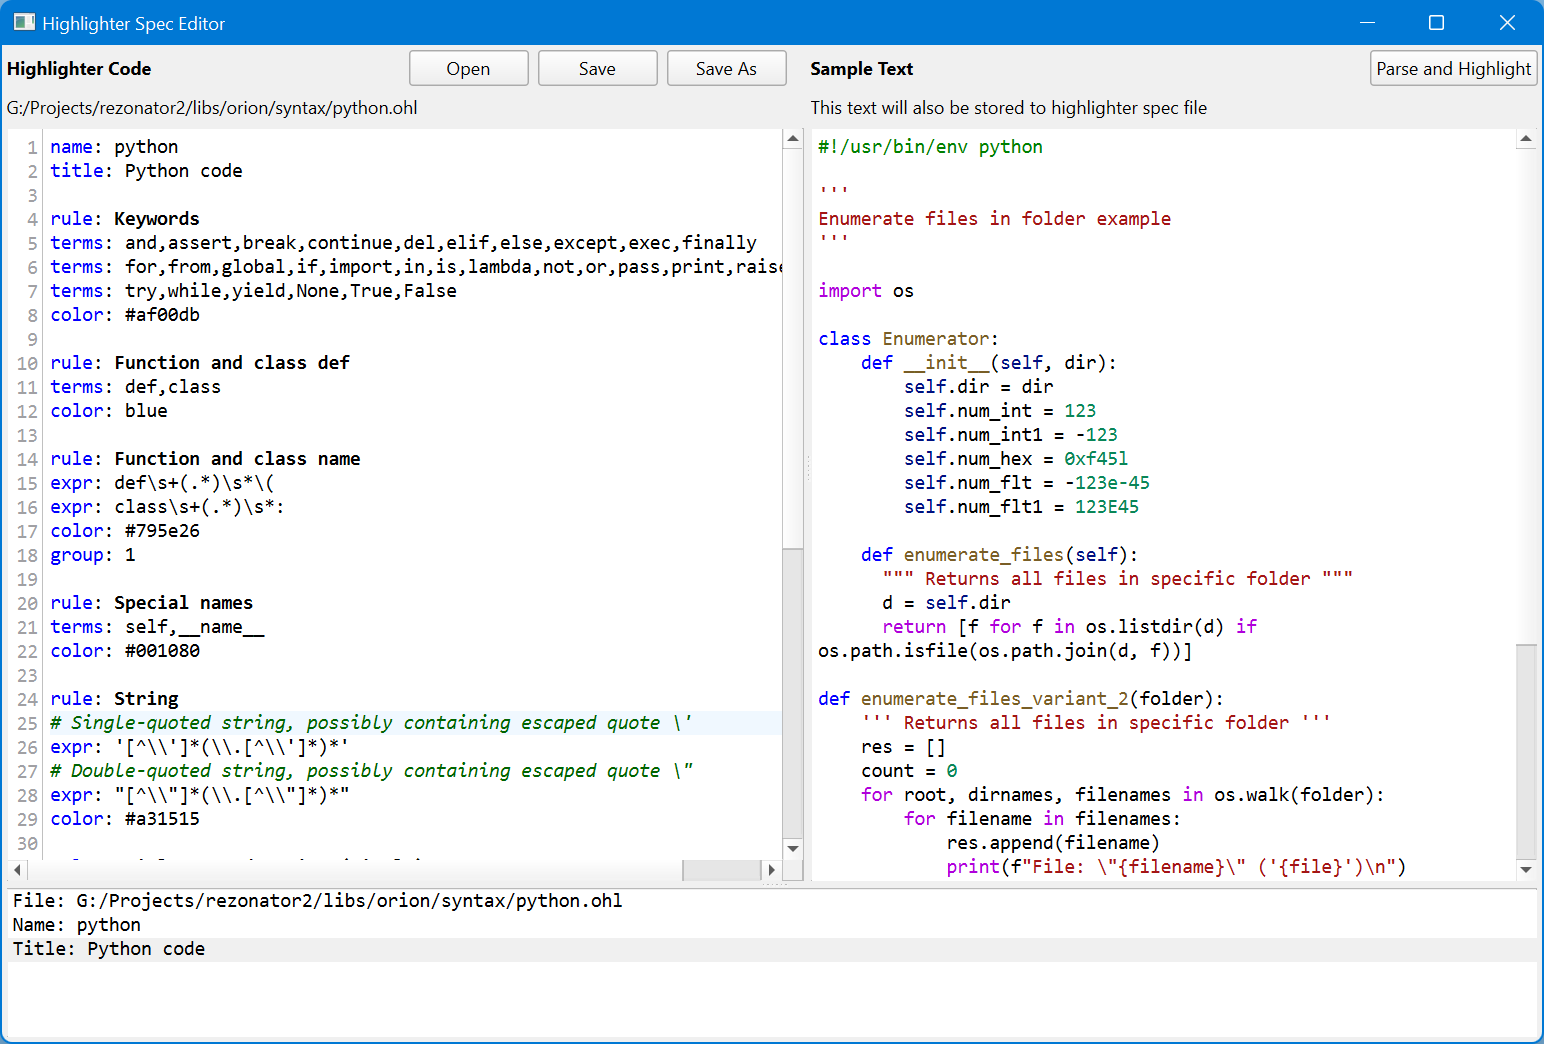 Highlighter Spec Editor
Highlighter Code
Open
Save
Save As
Sample Text
Parse and Highlight
G:/Projects/rezonator2/libs/orion/syntax/python.ohl
This text will also be stored to highlighter spec file
1 name: python
2 title: Python code
3
4 rule: Keywords
5 terms: and,assert,break,continue,del,elif,else,except,exec,finally
6 terms: for,from,global,if,import,in,is,lambda,not,or,pass,print,raise
7 terms: try,while,yield,None,True,False
8 color: #af00db
9
10 rule: Function and class def
11 terms: def,class
12 color: blue
13
14 rule: Function and class name
15 expr: def\s+(.*)\s*\(
16 expr: class\s+(.*)\s*:
17 color: #795e26
18 group: 1
19
20 rule: Special names
21 terms: self,__name__
22 color: #001080
23
24 rule: String
25 # Single-quoted string, possibly containing escaped quote \'
26 expr: '[^\\']*(\\.[^\\']*)*'
27 # Double-quoted string, possibly containing escaped quote \"
28 expr: "[^\\"]*(\\.[^\\"]*)*"
29 color: #a31515
30
#!/usr/bin/env python
'''
Enumerate files in folder example
'''
import os
class Enumerator:
    def __init__(self, dir):
        self.dir = dir
        self.num_int = 123
        self.num_int1 = -123
        self.num_hex = 0xf45l
        self.num_flt = -123e-45
        self.num_flt1 = 123E45
    def enumerate_files(self):
      """ Returns all files in specific folder """
      d = self.dir
      return [f for f in os.listdir(d) if
os.path.isfile(os.path.join(d, f))]
def enumerate_files_variant_2(folder):
    ''' Returns all files in specific folder '''
    res = []
    count = 0
    for root, dirnames, filenames in os.walk(folder):
        for filename in filenames:
            res.append(filename)
            print(f"File: \"{filename}\" ('{file}')\n")
File: G:/Projects/rezonator2/libs/orion/syntax/python.ohl
Name: python
Title: Python code